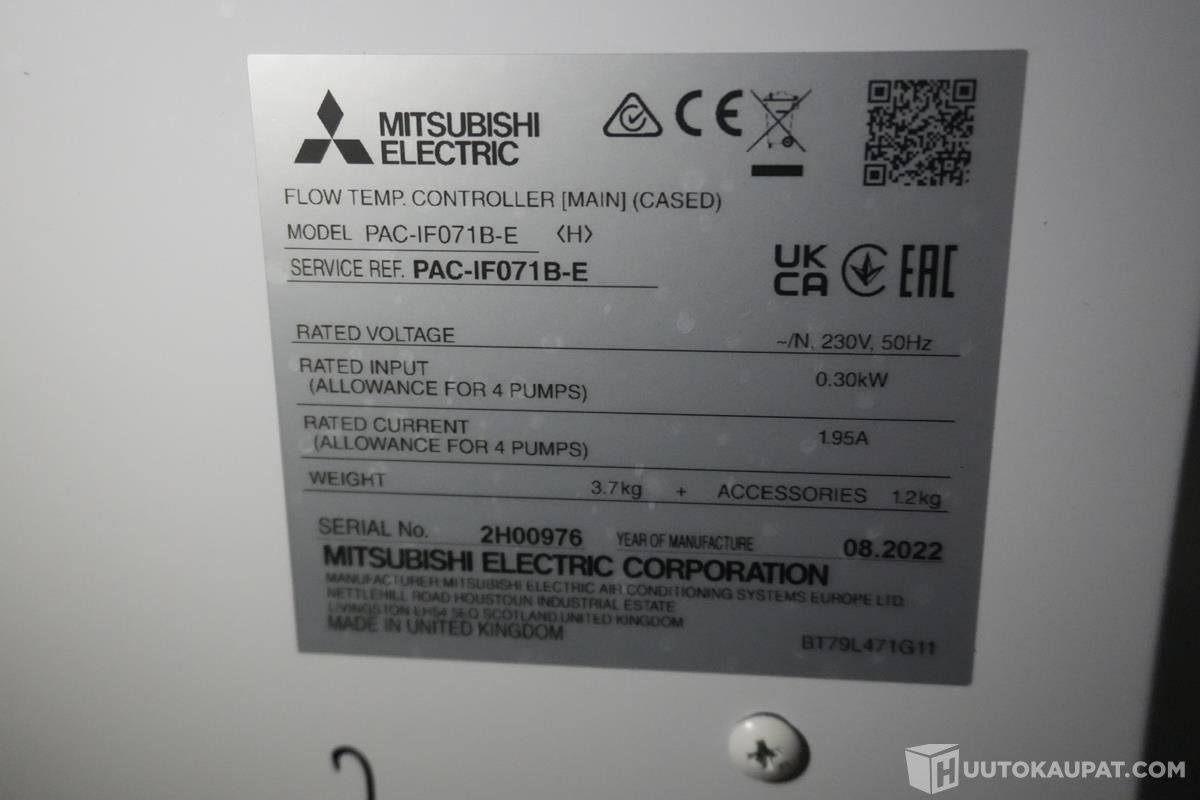 MITSUBISHI
ELECTRIC
FLOW TEMP. CONTROLLER [MAIN] (CASED)
MODEL PAC-IF071B-E 〈H〉
SERVICE REF. PAC-IF071B-E
UK
CA
EAC
RATED VOLTAGE ~/N, 230V, 50Hz
RATED INPUT
(ALLOWANCE FOR 4 PUMPS) 0.30kW
RATED CURRENT
(ALLOWANCE FOR 4 PUMPS) 1.95A
WEIGHT 3.7kg + ACCESSORIES 1.2kg
SERIAL No. 2H00976 YEAR OF MANUFACTURE 08.2022
MITSUBISHI ELECTRIC CORPORATION
MANUFACTURER:MITSUBISHI ELECTRIC AIR CONDITIONING SYSTEMS EUROPE LTD.
NETTLEHILL ROAD HOUSTOUN INDUSTRIAL ESTATE
LIVINGSTON EH54 5EQ SCOTLAND,UNITED KINGDOM
MADE IN UNITED KINGDOM
BT79L471G11
HUUTOKAUPAT.COM